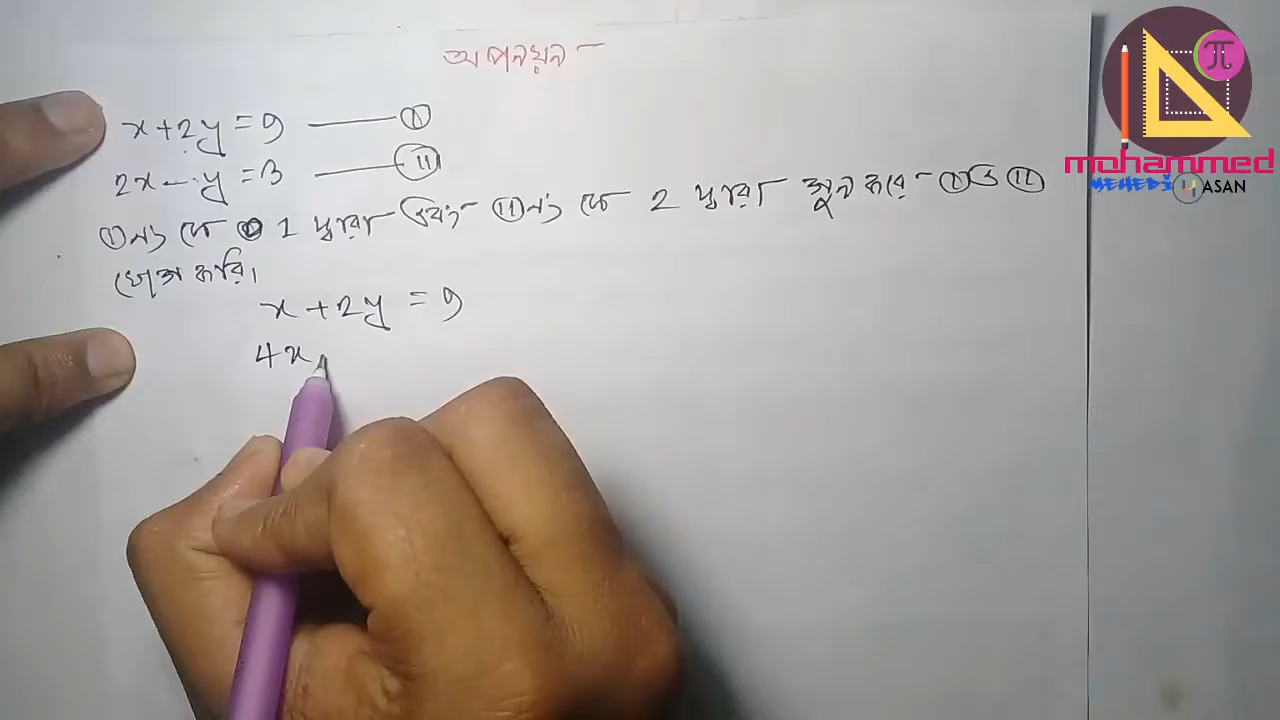 অপনয়ন
x + 2y = 9 —— (i)
2x - y = 3 —— (ii)
(i)নং কে 1 দ্বারা এবং (ii)নং কে 2 দ্বারা গুন করে (i) ও (ii)
যোগ করি।
x + 2y = 9
4x
π
mohammed
MEHEDI HASAN